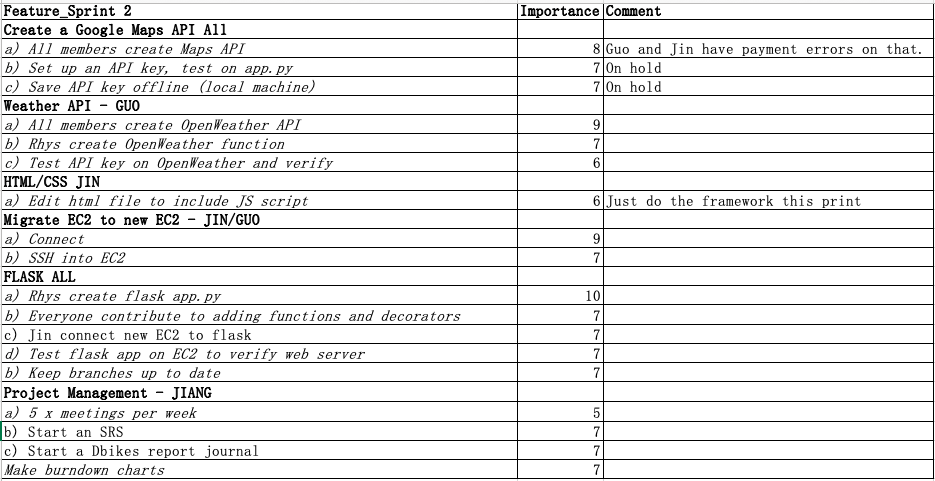 Feature_Sprint 2 Importance Comment
Create a Google Maps API All
a) All members create Maps API 8 Guo and Jin have payment errors on that.
b) Set up an API key, test on app.py 7 On hold
c) Save API key offline (local machine) 7 On hold
Weather API - GUO
a) All members create OpenWeather API 9
b) Rhys create OpenWeather function 7
c) Test API key on OpenWeather and verify 6
HTML/CSS JIN
a) Edit html file to include JS script 6 Just do the framework this print
Migrate EC2 to new EC2 - JIN/GUO
a) Connect 9
b) SSH into EC2 7
FLASK ALL
a) Rhys create flask app.py 10
b) Everyone contribute to adding functions and decorators 7
c) Jin connect new EC2 to flask 7
d) Test flask app on EC2 to verify web server 7
b) Keep branches up to date 7
Project Management - JIANG
a) 5 x meetings per week 5
b) Start an SRS 7
c) Start a Dbikes report journal 7
Make burndown charts 7